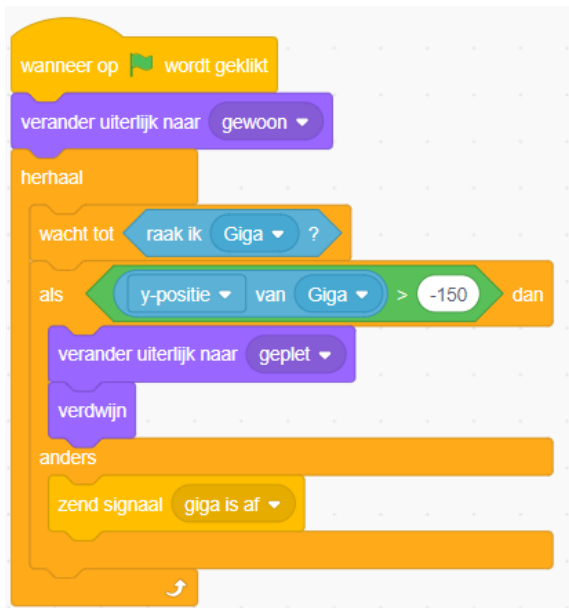 wanneer op wordt geklikt
verander uiterlijk naar gewoon
herhaal
wacht tot raak ik Giga ?
als y-positie van Giga > -150 dan
verander uiterlijk naar geplet
verdwijn
anders
zend signaal giga is af